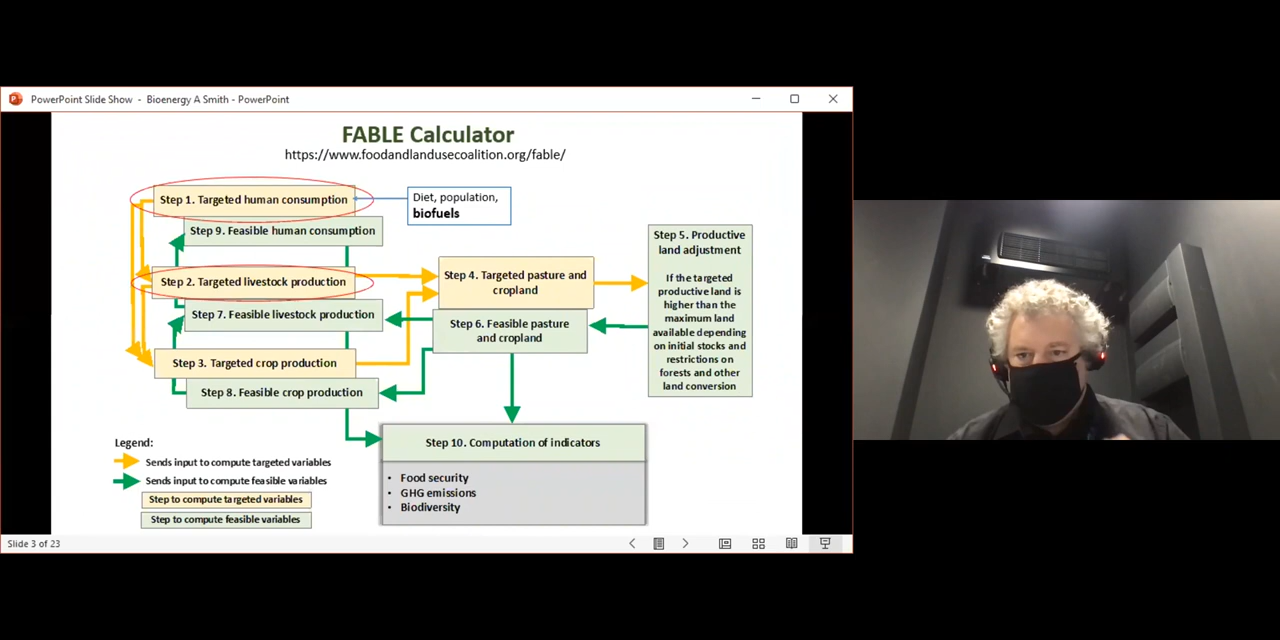 PowerPoint Slide Show - Bioenergy A Smith - PowerPoint
FABLE Calculator
https://www.foodandlandusecoalition.org/fable/
Step 1. Targeted human consumption
Diet, population,
biofuels
Step 9. Feasible human consumption
Step 2. Targeted livestock production
Step 7. Feasible livestock production
Step 3. Targeted crop production
Step 8. Feasible crop production
Step 4. Targeted pasture and
cropland
Step 6. Feasible pasture
and cropland
Step 5. Productive
land adjustment
If the targeted
productive land is
higher than the
maximum land
available depending
on initial stocks and
restrictions on
forests and other
land conversion
Step 10. Computation of indicators
• Food security
• GHG emissions
• Biodiversity
Legend:
Sends input to compute targeted variables
Sends input to compute feasible variables
Step to compute targeted variables
Step to compute feasible variables
Slide 3 of 23